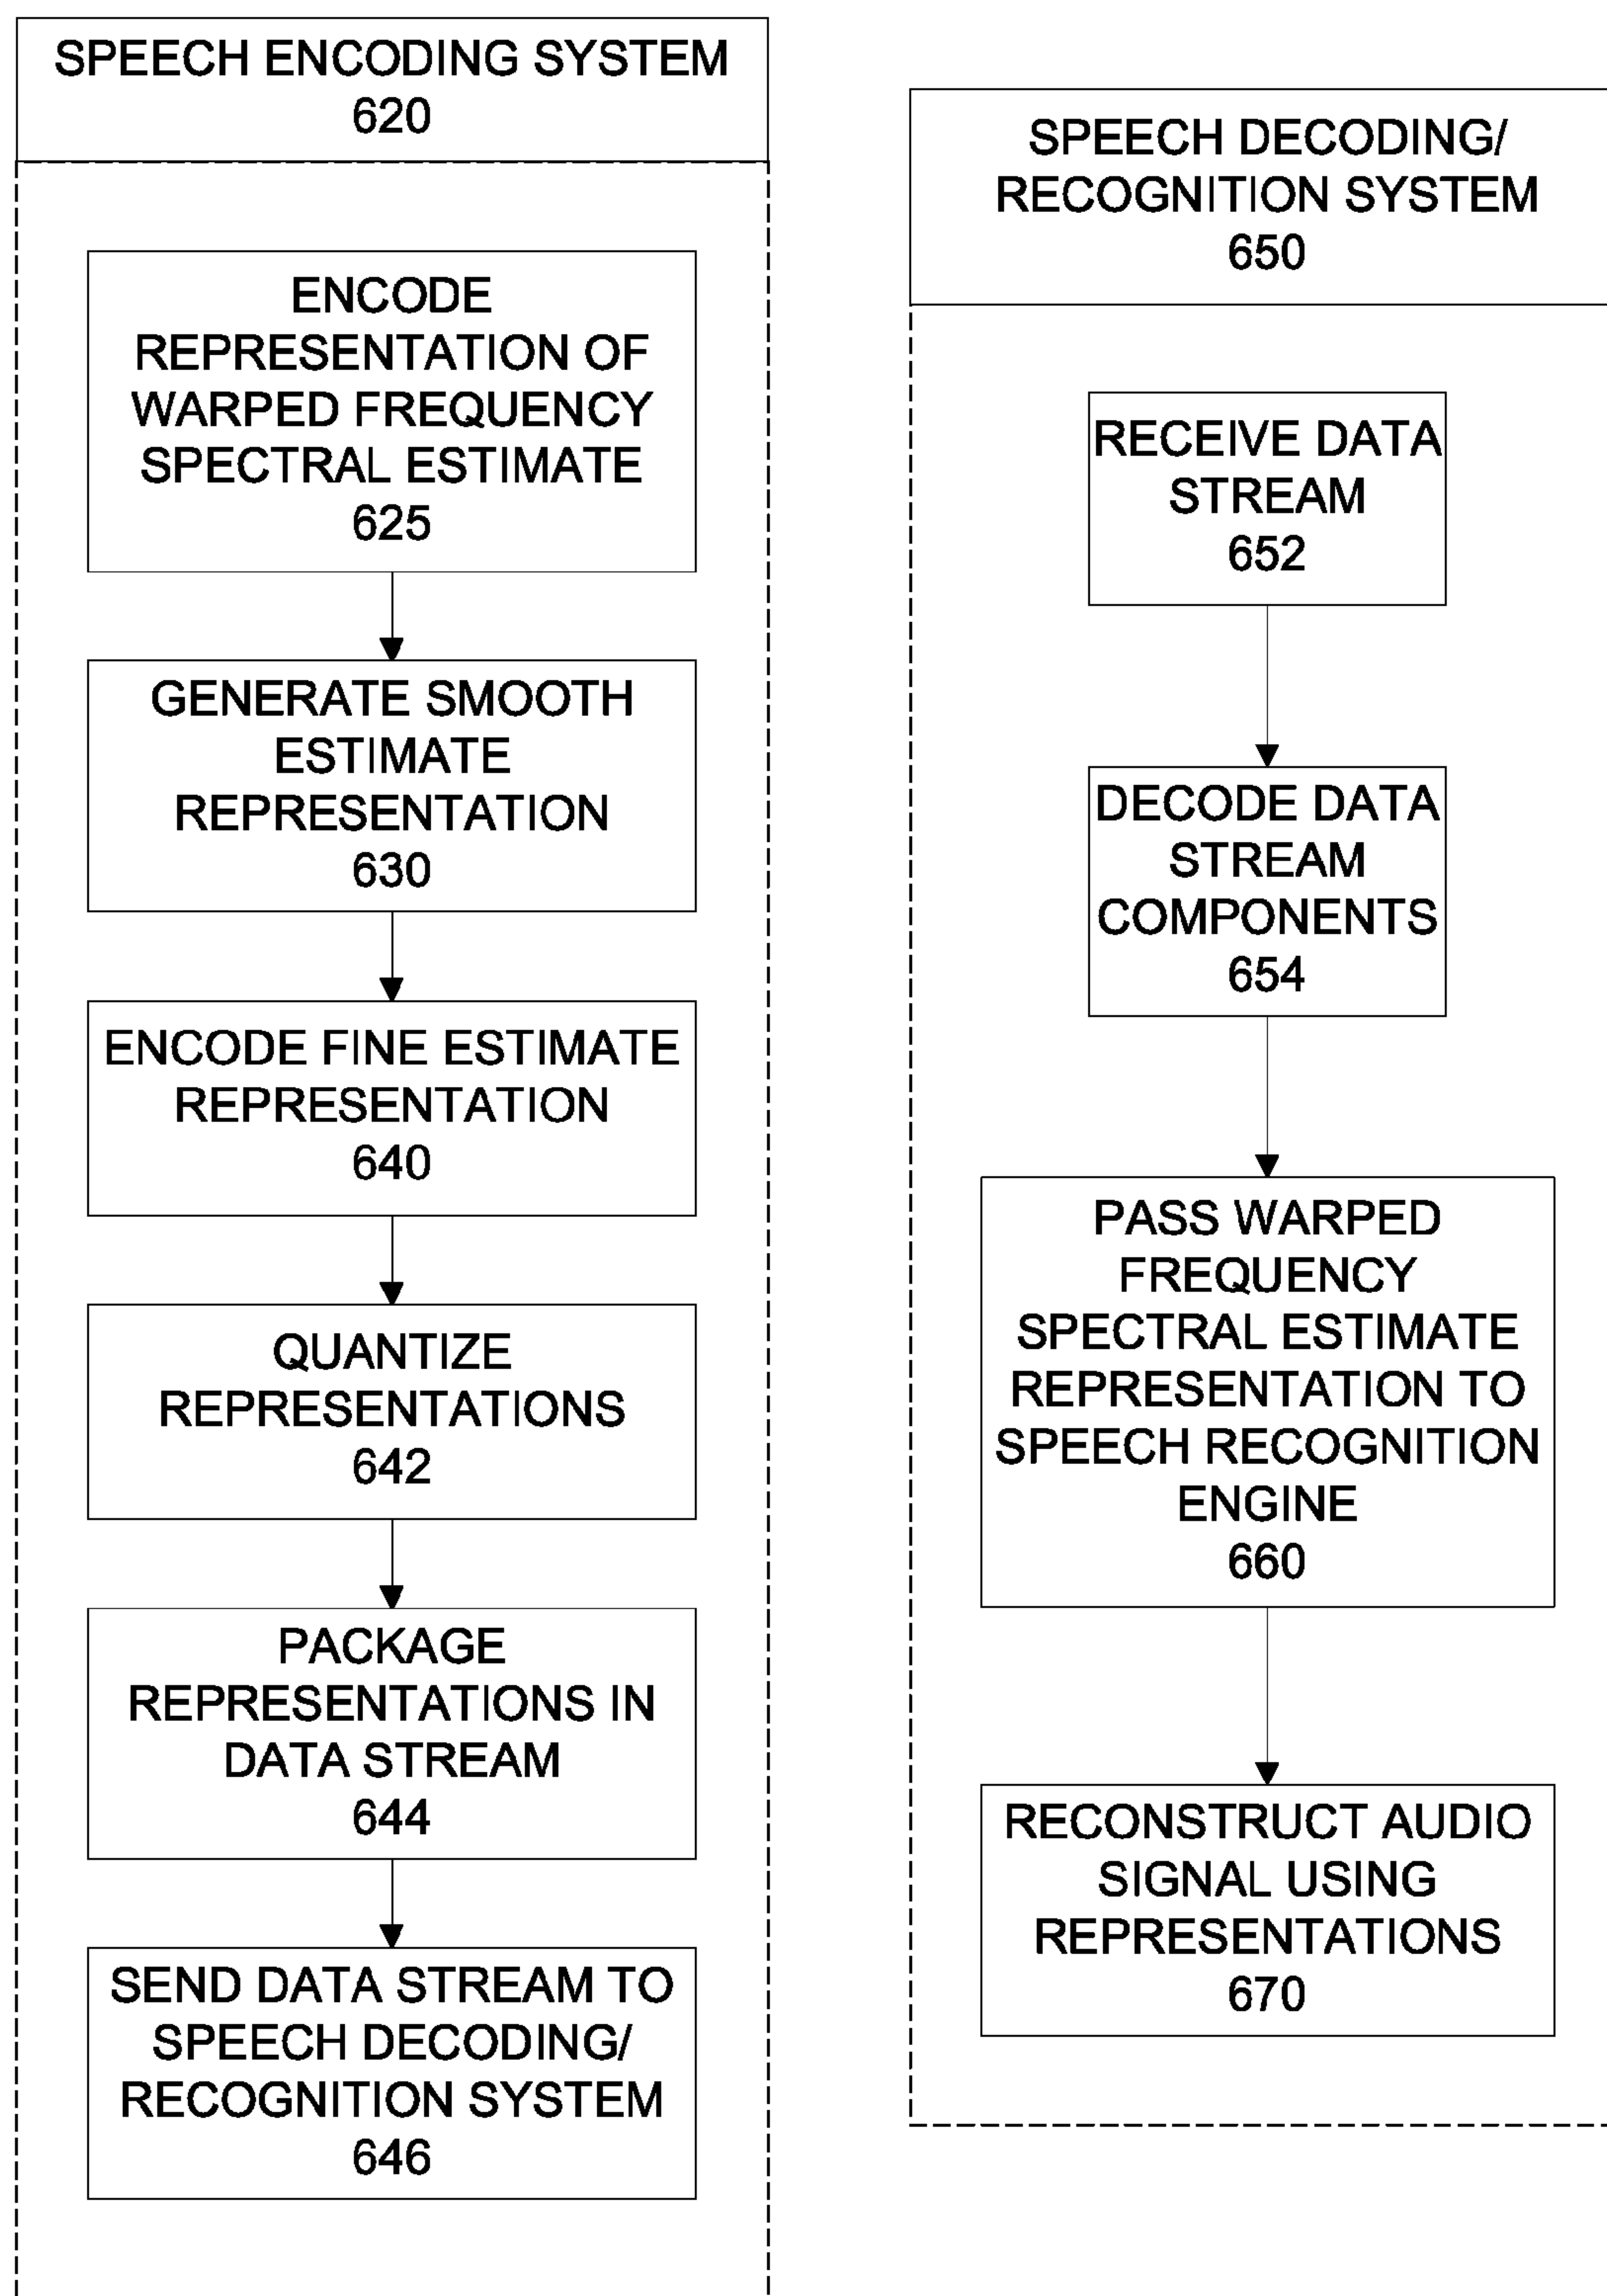 SPEECH ENCODING SYSTEM
620
ENCODE
REPRESENTATION OF
WARPED FREQUENCY
SPECTRAL ESTIMATE
625
GENERATE SMOOTH
ESTIMATE
REPRESENTATION
630
ENCODE FINE ESTIMATE
REPRESENTATION
640
QUANTIZE
REPRESENTATIONS
642
PACKAGE
REPRESENTATIONS IN
DATA STREAM
644
SEND DATA STREAM TO
SPEECH DECODING/
RECOGNITION SYSTEM
646
SPEECH DECODING/
RECOGNITION SYSTEM
650
RECEIVE DATA
STREAM
652
DECODE DATA
STREAM
COMPONENTS
654
PASS WARPED
FREQUENCY
SPECTRAL ESTIMATE
REPRESENTATION TO
SPEECH RECOGNITION
ENGINE
660
RECONSTRUCT AUDIO
SIGNAL USING
REPRESENTATIONS
670